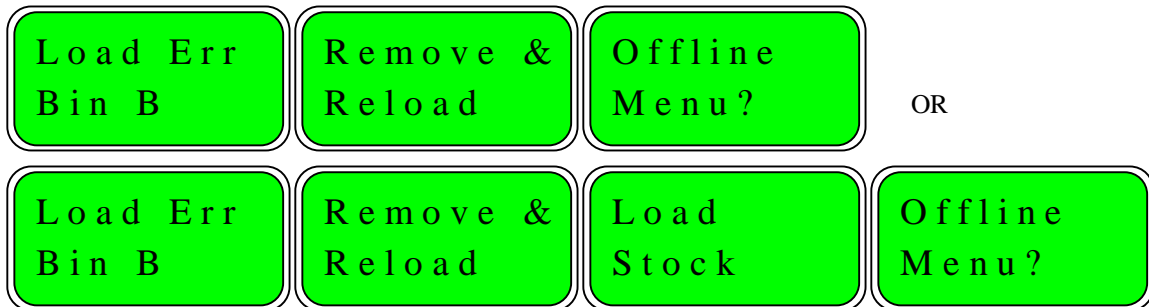 Load Err
Bin B
Remove &
Reload
Offline
Menu?
OR
Load Err
Bin B
Remove &
Reload
Load
Stock
Offline
Menu?